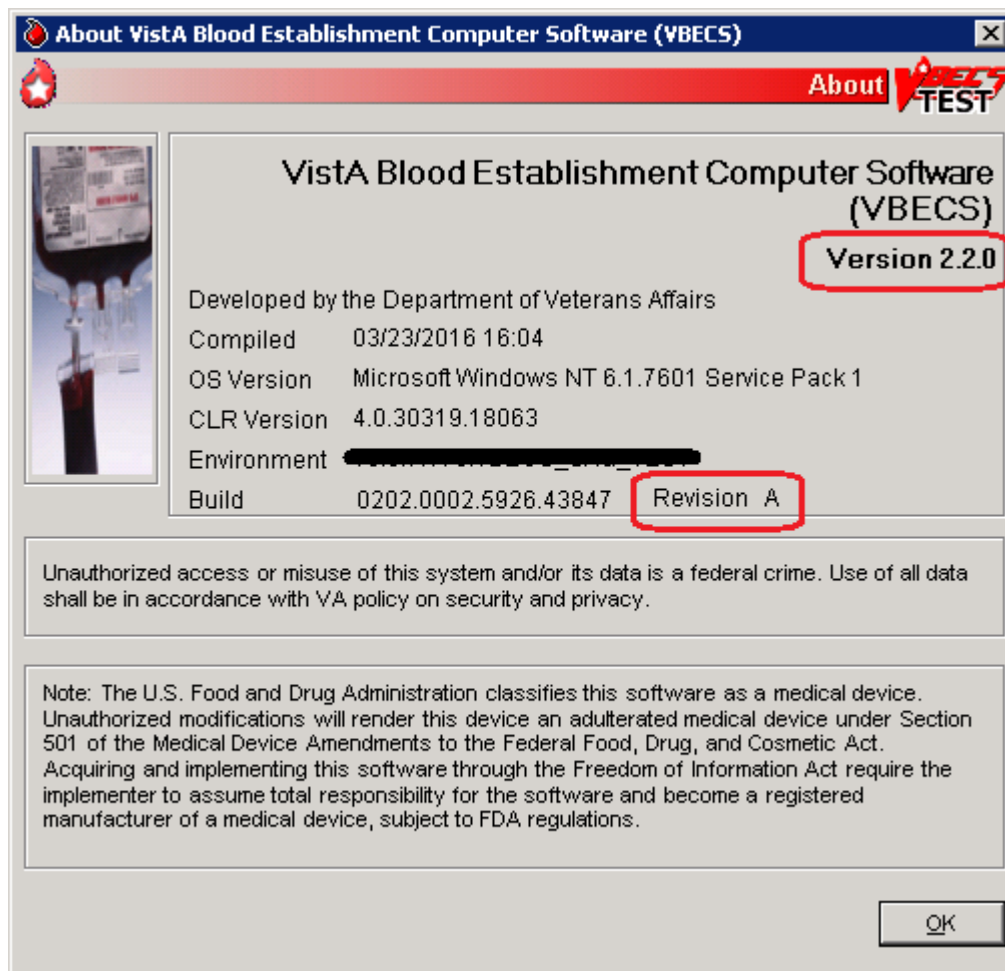 About VistA Blood Establishment Computer Software (VBECS)
About
VBECS
TEST
VistA Blood Establishment Computer Software
(VBECS)
Version 2.2.0
Developed by the Department of Veterans Affairs
Compiled 03/23/2016 16:04
OS Version Microsoft Windows NT 6.1.7601 Service Pack 1
CLR Version 4.0.30319.18063
Environment
Build 0202.0002.5926.43847 Revision A
Unauthorized access or misuse of this system and/or its data is a federal crime. Use of all data
shall be in accordance with VA policy on security and privacy.
Note: The U.S. Food and Drug Administration classifies this software as a medical device.
Unauthorized modifications will render this device an adulterated medical device under Section
501 of the Medical Device Amendments to the Federal Food, Drug, and Cosmetic Act.
Acquiring and implementing this software through the Freedom of Information Act require the
implementer to assume total responsibility for the software and become a registered
manufacturer of a medical device, subject to FDA regulations.
OK